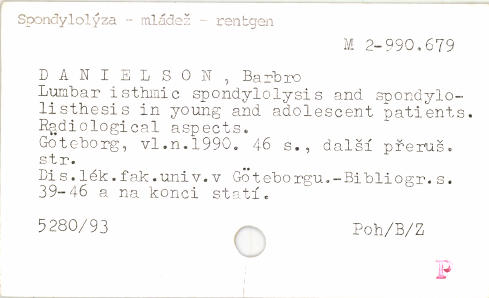 Spondylolýza - mládež - rentgen
M 2-990.679
D A N I E L S O N , Barbro
Lumbar isthmic spondylolysis and spondylo-
listhesis in young and adolescent patients.
Radiological aspects.
Göteborg, vl.n.1990. 46 s., další přeruš.
str.
Dis.lék.fak.univ.v Göteborgu.-Bibliogr.s.
39-46 a na konci statí.
5280/93
Poh/B/Z
P